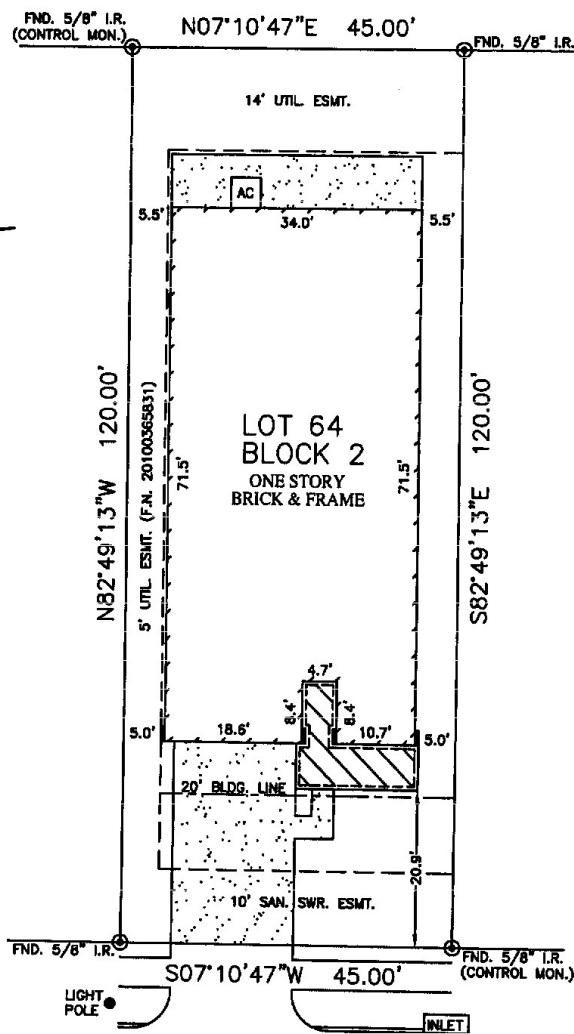 FND. 5/8" I.R.
(CONTROL MON.)
N07°10'47"E 45.00'
FND. 5/8" I.R.
14' UTIL. ESMT.
AC
5.5'
34.0'
5.5'
N82°49'13"W 120.00'
5' UTIL ESMT. (F.N. 20100365831)
71.5'
LOT 64
BLOCK 2
ONE STORY
BRICK & FRAME
71.5'
S82°49'13"E 120.00'
4.7'
8.4'
8.4'
5.0'
18.6'
10.7'
5.0'
20' BLDG. LINE
20.9'
10' SAN. SWR. ESMT.
FND. 5/8" I.R.
S07°10'47"W 45.00'
FND. 5/8" I.R.
(CONTROL MON.)
LIGHT
POLE
INLET